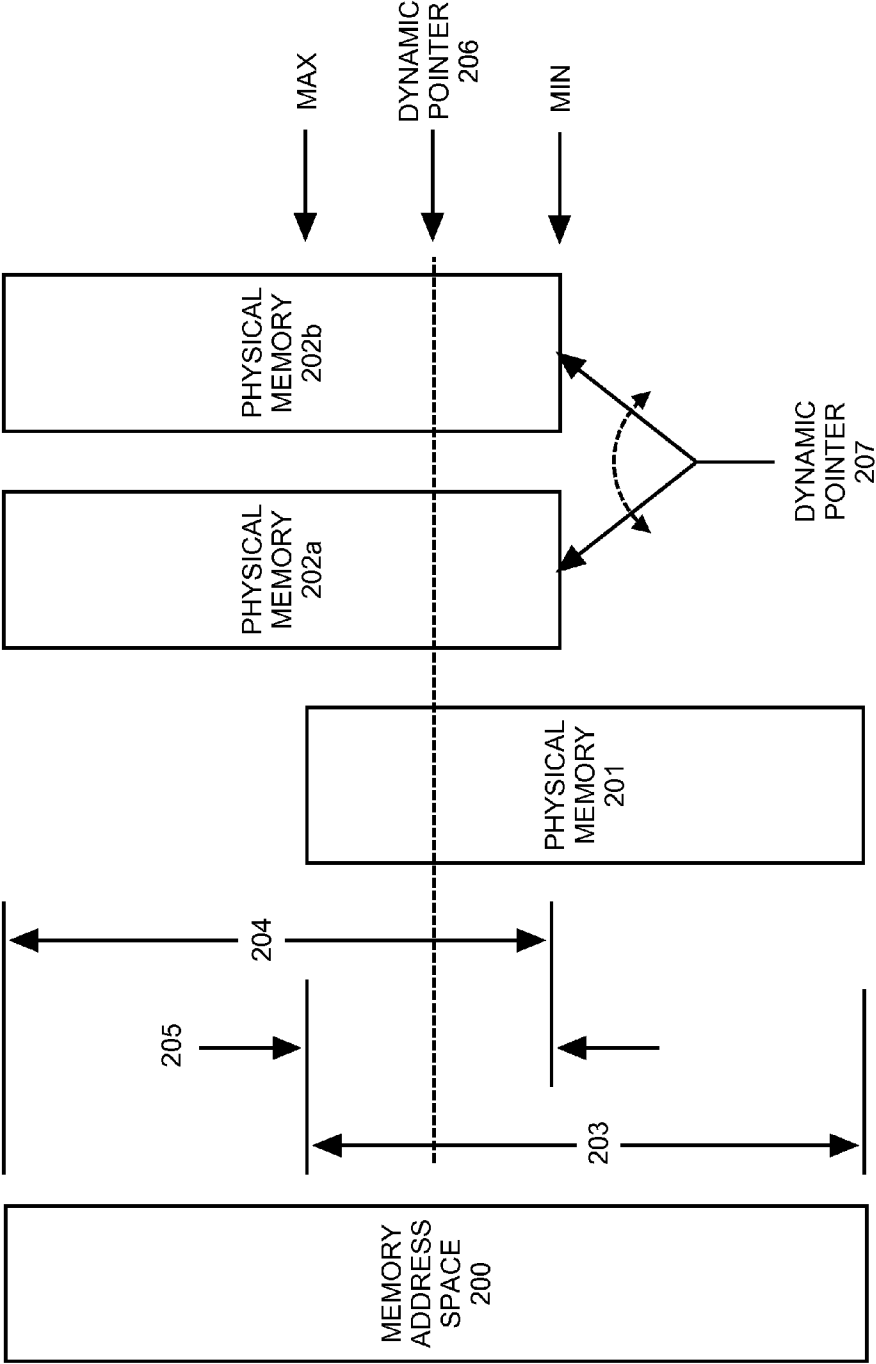 MEMORY
ADDRESS
SPACE
200
203
205
204
PHYSICAL
MEMORY
201
PHYSICAL
MEMORY
202a
PHYSICAL
MEMORY
202b
DYNAMIC
POINTER
207
MAX
DYNAMIC
POINTER
206
MIN